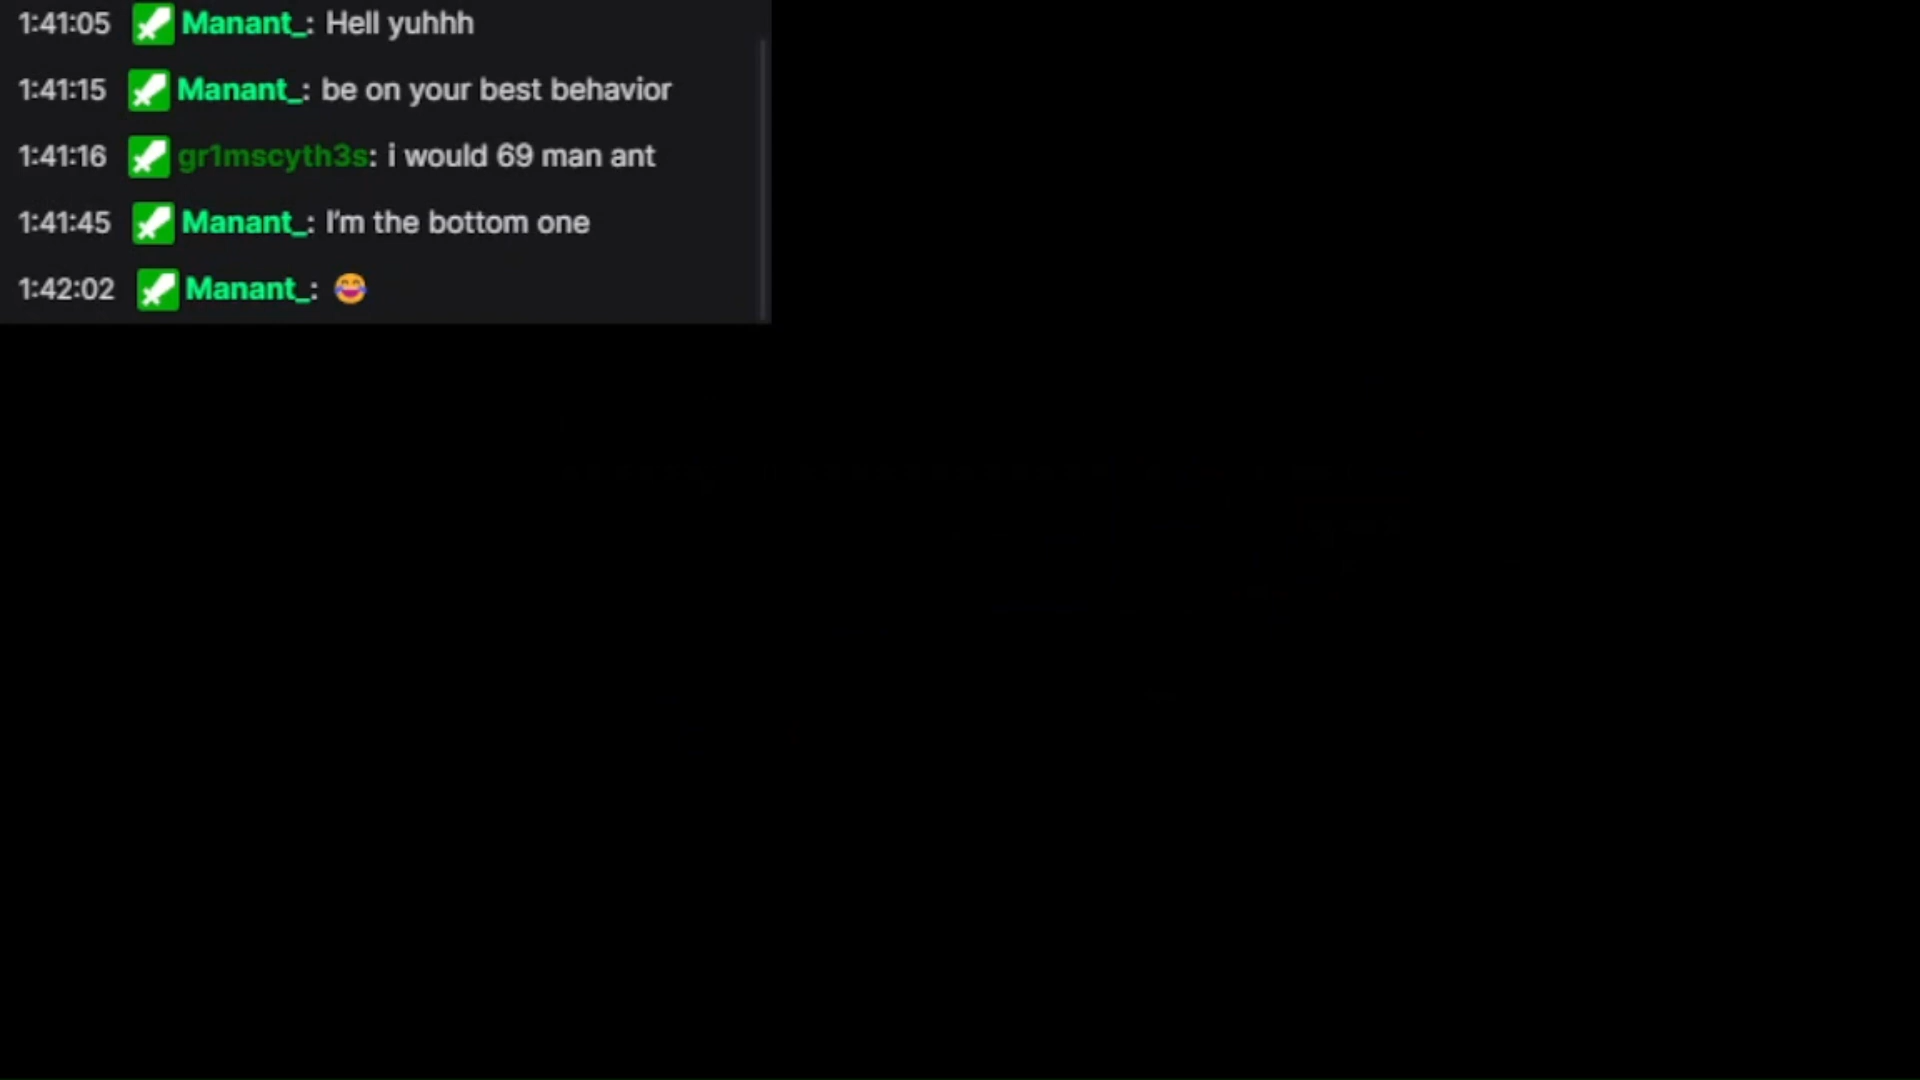 1:41:05 Manant_: Hell yuhhh
1:41:15 Manant_: be on your best behavior
1:41:16 gr1mscyth3s: i would 69 man ant
1:41:45 Manant_: I'm the bottom one
1:42:02 Manant_: 😂